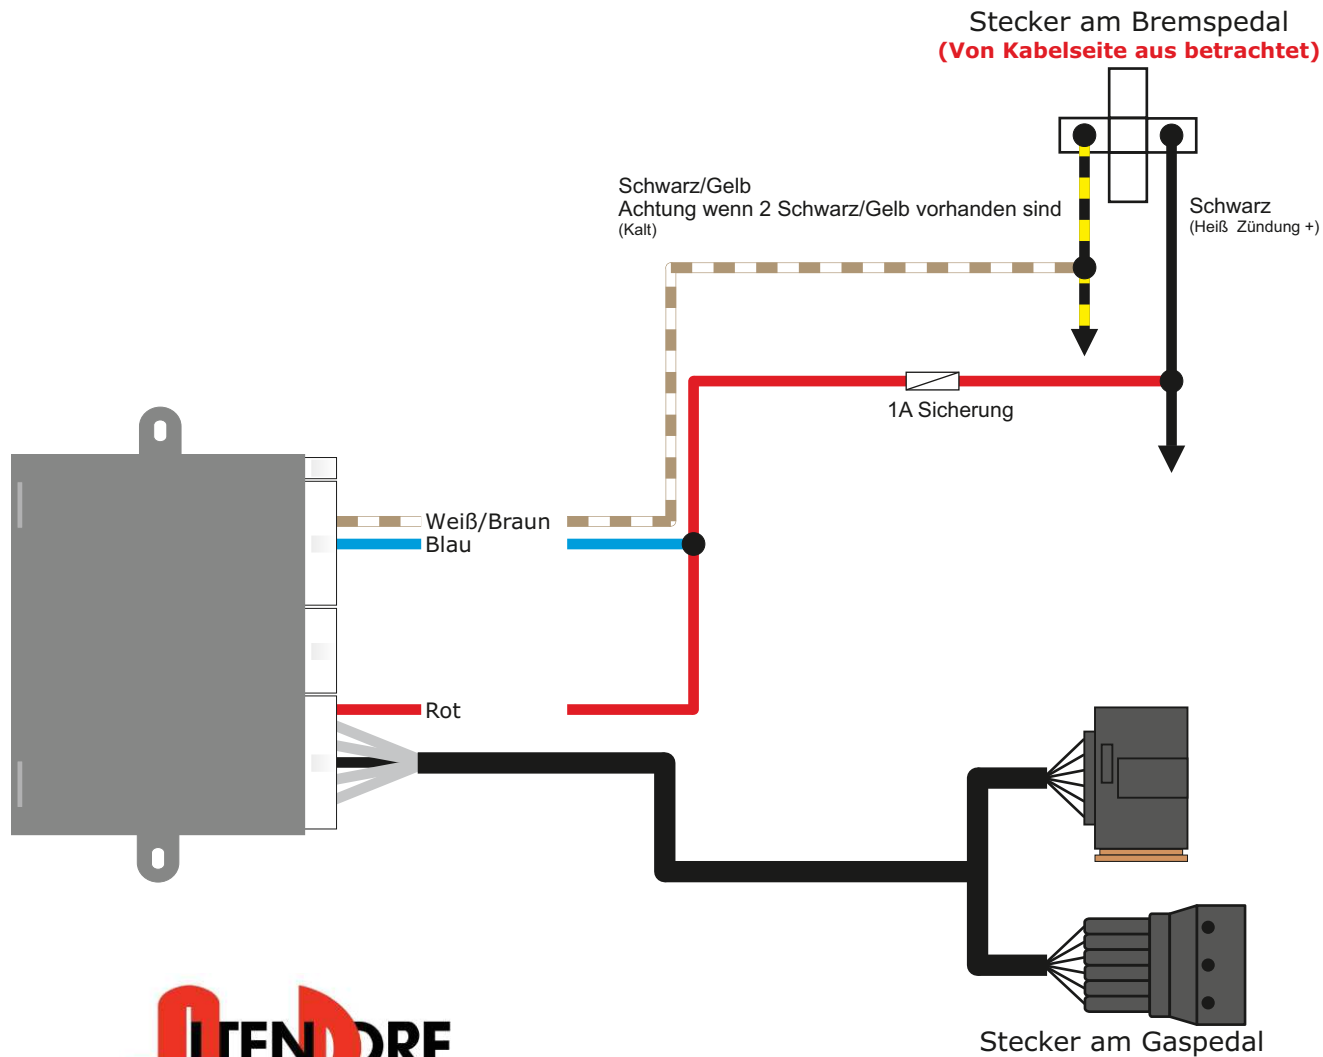 Stecker am Bremspedal
(Von Kabelseite aus betrachtet)
Schwarz/Gelb
Achtung wenn 2 Schwarz/Gelb vorhanden sind
(Kalt)
Schwarz
(Heiß Zündung +)
1A Sicherung
Weiß/Braun
Blau
Rot
Stecker am Gaspedal